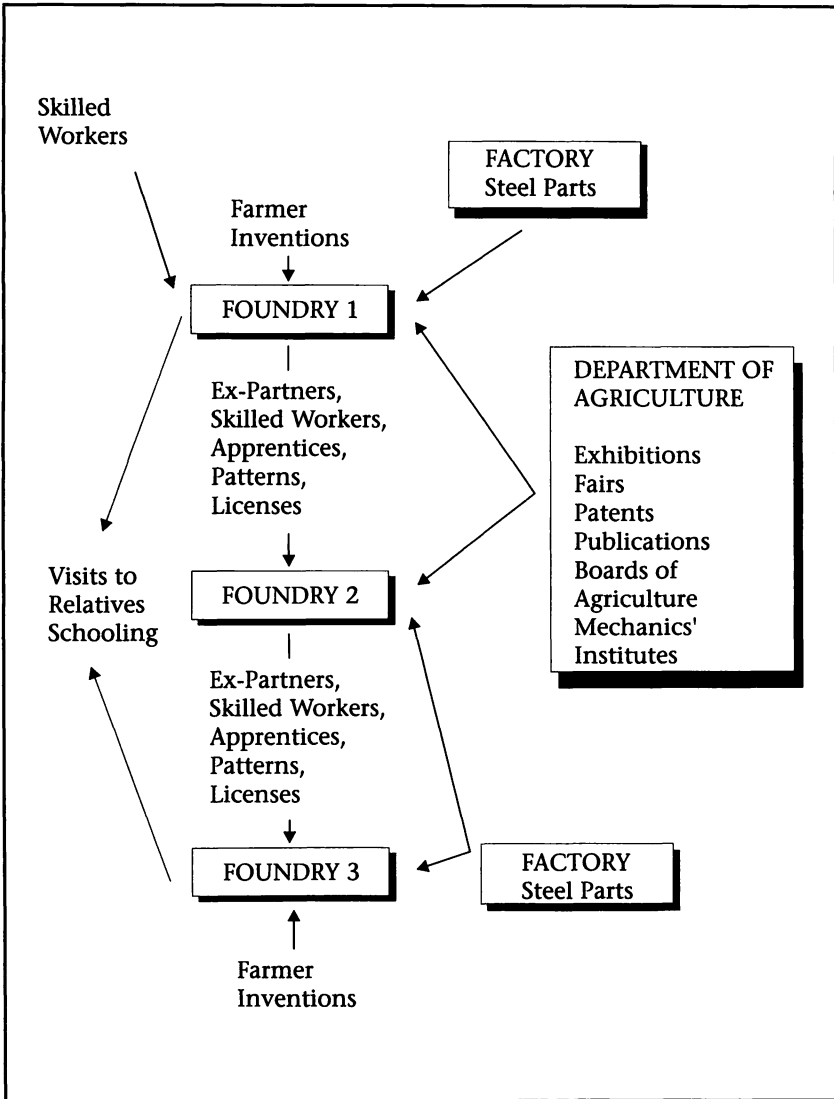 Skilled
Workers
FACTORY
Steel Parts
Farmer
Inventions
FOUNDRY 1
Ex-Partners,
Skilled Workers,
Apprentices,
Patterns,
Licenses
DEPARTMENT OF
AGRICULTURE
Exhibitions
Fairs
Patents
Publications
Boards of
Agriculture
Mechanics'
Institutes
Visits to
Relatives
Schooling
FOUNDRY 2
Ex-Partners,
Skilled Workers,
Apprentices,
Patterns,
Licenses
FOUNDRY 3
FACTORY
Steel Parts
Farmer
Inventions